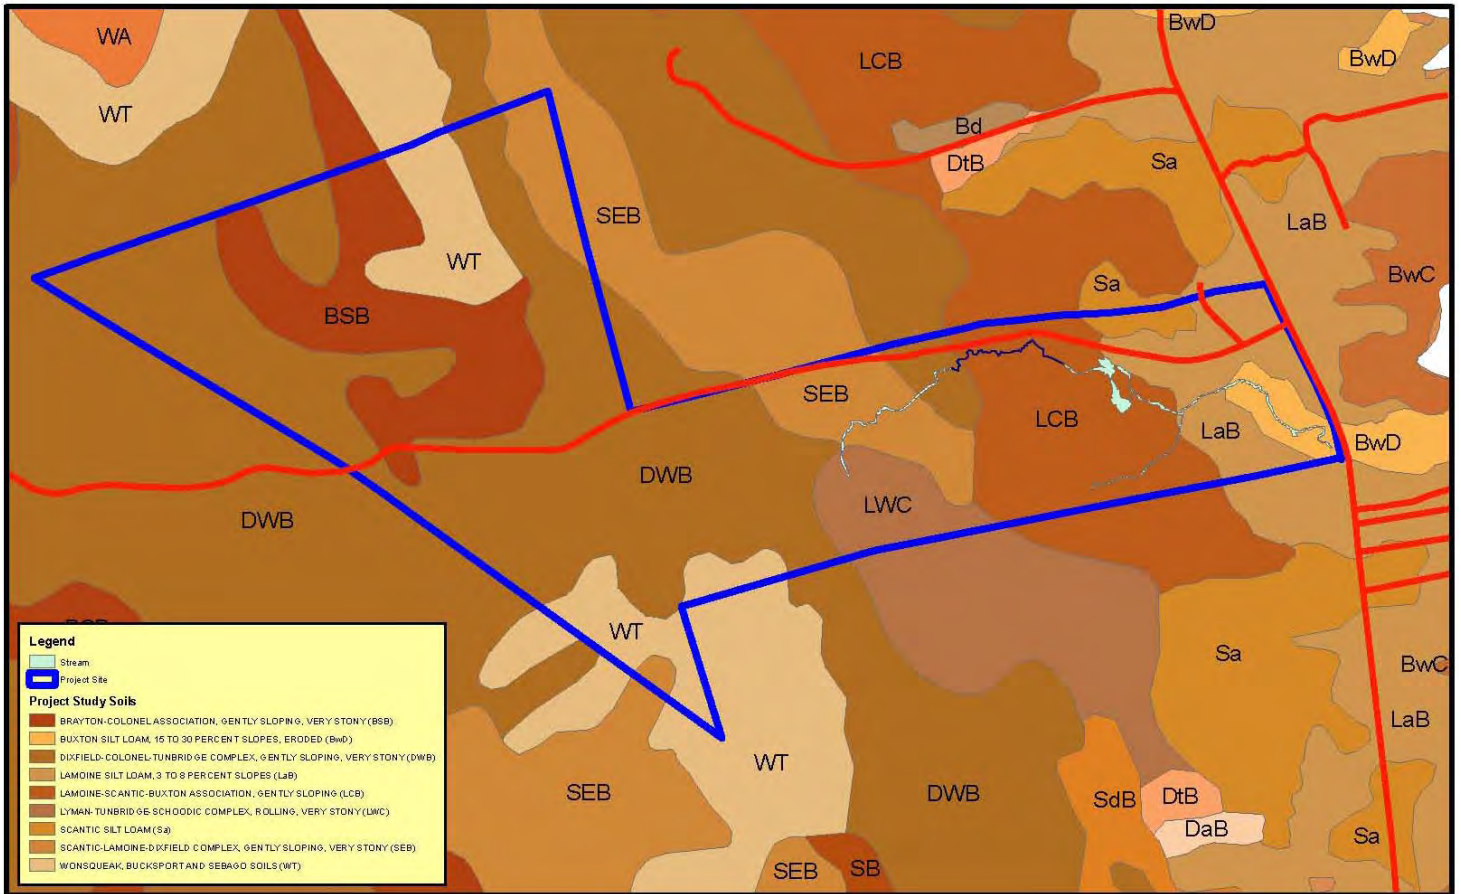 WA
BwD
LCB
BwD
WT
Bd
DtB
Sa
SEB
LaB
WT
BwC
Sa
BSB
SEB
LCB
LaB
BwD
DWB
LWC
DWB
WT
Sa
BwC
LaB
WT
SEB
DWB
SdB
DtB
DaB
Sa
SEB
SB
Legend
Stream
Project Site
Project Study Soils
BRAYTON-COLONEL ASSOCIATION, GENTLY SLOPING, VERY STONY (BSB)
BUXTON SILT LOAM, 15 TO 30 PERCENT SLOPES, ERODED (BwD)
DIXFIELD-COLONEL-TUNBRIDGE COMPLEX, GENTLY SLOPING, VERY STONY (DWB)
LAMOINE SILT LOAM, 3 TO 8 PERCENT SLOPES (LaB)
LAMOINE-SCANTIC-BUXTON ASSOCIATION, GENTLY SLOPING (LCB)
LYMAN-TUNBRIDGE-SCHOODIC COMPLEX, ROLLING, VERY STONY (LWC)
SCANTIC SILT LOAM (Sa)
SCANTIC-LAMOINE-DIXFIELD COMPLEX, GENTLY SLOPING, VERY STONY (SEB)
WONSQUEAK, BUCKSPORT AND SEBAGO SOILS (WT)